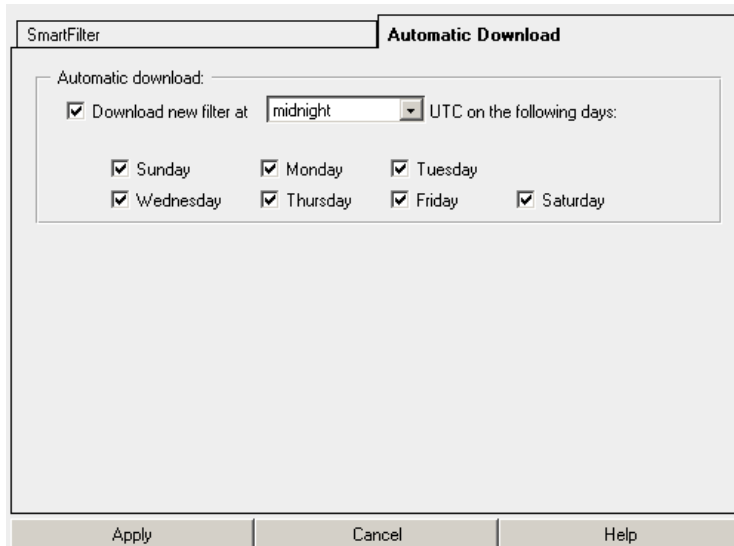 SmartFilter
Automatic Download
Automatic download:
Download new filter at midnight UTC on the following days:
Sunday Monday Tuesday
Wednesday Thursday Friday Saturday
Apply Cancel Help